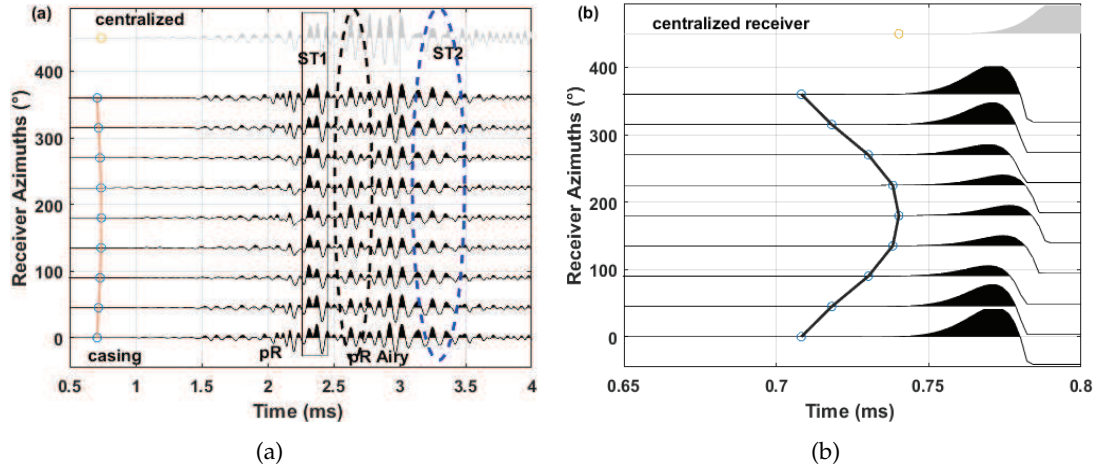 (a)
centralized
ST1
ST2
400
300
200
100
0
Receiver Azimuths (°)
casing
pR
pR Airy
0.5 1 1.5 2 2.5 3 3.5 4
Time (ms)
(a)
(b)
centralized receiver
400
300
200
100
0
Receiver Azimuths (°)
0.65 0.7 0.75 0.8
Time (ms)
(b)